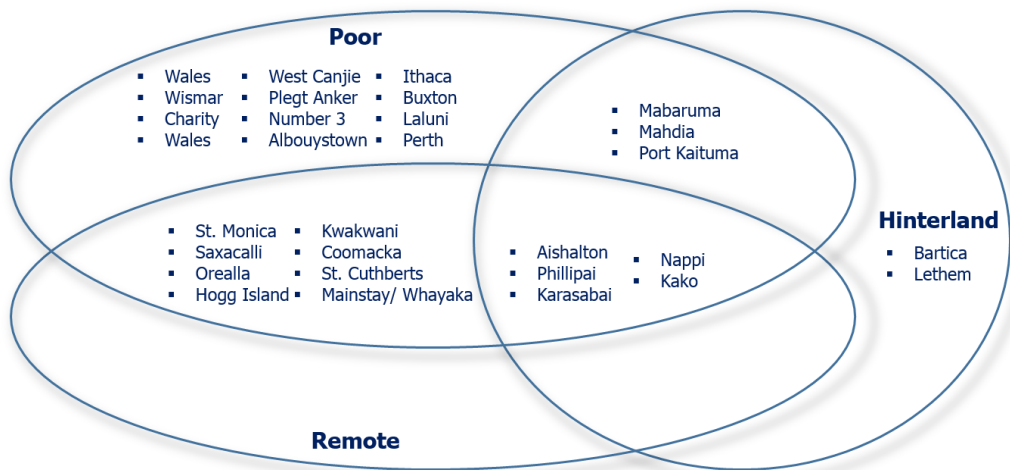 Poor
▪ Wales ▪ West Canjie ▪ Ithaca
▪ Wismar ▪ Plegt Anker ▪ Buxton
▪ Charity ▪ Number 3 ▪ Laluni
▪ Wales ▪ Albouystown ▪ Perth
▪ Mabaruma
▪ Mahdia
▪ Port Kaituma
▪ St. Monica ▪ Kwakwani
▪ Saxacalli ▪ Coomacka
▪ Orealla ▪ St. Cuthberts
▪ Hogg Island ▪ Mainstay/ Whayaka
▪ Aishalton
▪ Phillipai
▪ Karasabai
▪ Nappi
▪ Kako
Hinterland
▪ Bartica
▪ Lethem
Remote